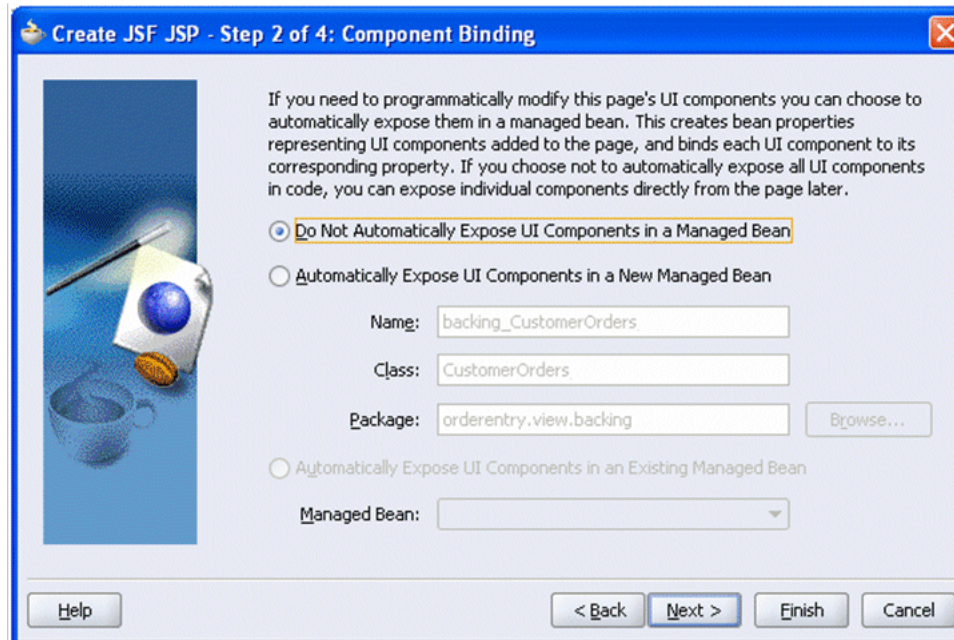 Create JSF JSP - Step 2 of 4: Component Binding
If you need to programmatically modify this page's UI components you can choose to
automatically expose them in a managed bean. This creates bean properties
representing UI components added to the page, and binds each UI component to its
corresponding property. If you choose not to automatically expose all UI components
in code, you can expose individual components directly from the page later.
Do Not Automatically Expose UI Components in a Managed Bean
Automatically Expose UI Components in a New Managed Bean
Name: backing_CustomerOrders
Class: CustomerOrders
Package: orderentry.view.backing Browse...
Automatically Expose UI Components in an Existing Managed Bean
Managed Bean:
Help < Back Next > Finish Cancel